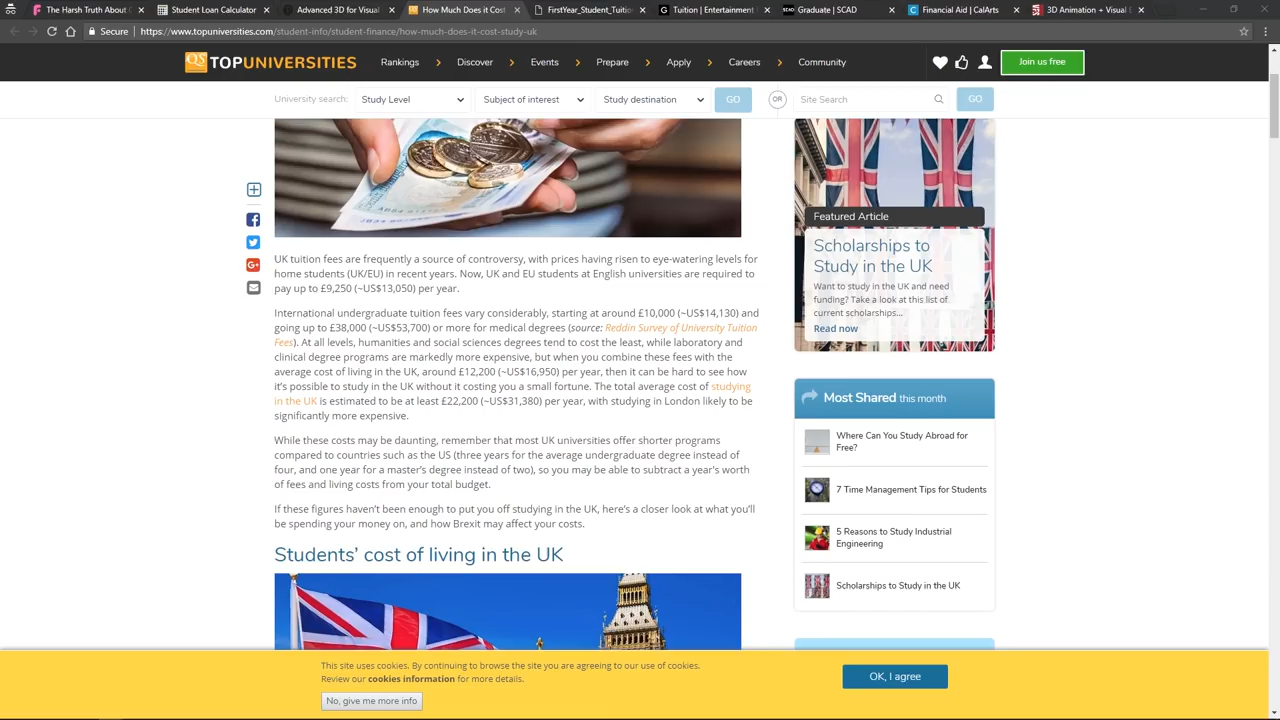 The Harsh Truth About C
Student Loan Calculator
Advanced 3D for Visual
How Much Does it Cost
FirstYear_Student_Tuitio
Tuition | Entertainment
Graduate | SCAD
Financial Aid | CalArts
3D Animation + Visual E
Secure https://www.topuniversities.com/student-info/student-finance/how-much-does-it-cost-study-uk
QS TOPUNIVERSITIES
Rankings
Discover
Events
Prepare
Apply
Careers
Community
Join us free
University search:
Study Level
Subject of interest
Study destination
GO
OR
Site Search
GO
UK tuition fees are frequently a source of controversy, with prices having risen to eye-watering levels for
home students (UK/EU) in recent years. Now, UK and EU students at English universities are required to
pay up to £9,250 (~US$13,050) per year.
International undergraduate tuition fees vary considerably, starting at around £10,000 (~US$14,130) and
going up to £38,000 (~US$53,700) or more for medical degrees (source: Reddin Survey of University Tuition
Fees). At all levels, humanities and social sciences degrees tend to cost the least, while laboratory and
clinical degree programs are markedly more expensive, but when you combine these fees with the
average cost of living in the UK, around £12,200 (~US$16,950) per year, then it can be hard to see how
it's possible to study in the UK without it costing you a small fortune. The total average cost of studying
in the UK is estimated to be at least £22,200 (~US$31,380) per year, with studying in London likely to be
significantly more expensive.
While these costs may be daunting, remember that most UK universities offer shorter programs
compared to countries such as the US (three years for the average undergraduate degree instead of
four, and one year for a master's degree instead of two), so you may be able to subtract a year's worth
of fees and living costs from your total budget.
If these figures haven't been enough to put you off studying in the UK, here's a closer look at what you'll
be spending your money on, and how Brexit may affect your costs.
Students' cost of living in the UK
Featured Article
Scholarships to
Study in the UK
Want to study in the UK and need
funding? Take a look at this list of
current scholarships...
Read now
Most Shared this month
Where Can You Study Abroad for
Free?
7 Time Management Tips for Students
5 Reasons to Study Industrial
Engineering
Scholarships to Study in the UK
This site uses cookies. By continuing to browse the site you are agreeing to our use of cookies.
Review our cookies information for more details.
No, give me more info
OK, I agree